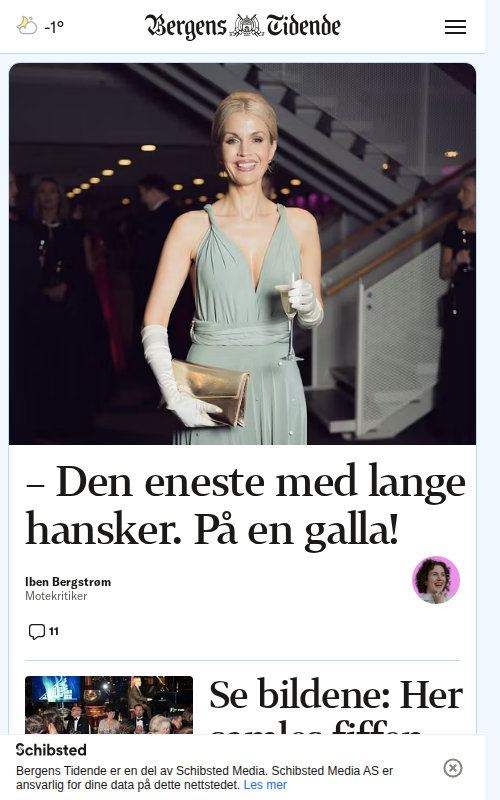 -1°
Bergens Tidende
– Den eneste med lange
hansker. På en galla!
Iben Bergstrøm
Motekritiker
11
Se bildene: Her
samles fiffen
Schibsted
Bergens Tidende er en del av Schibsted Media. Schibsted Media AS er
ansvarlig for dine data på dette nettstedet. Les mer